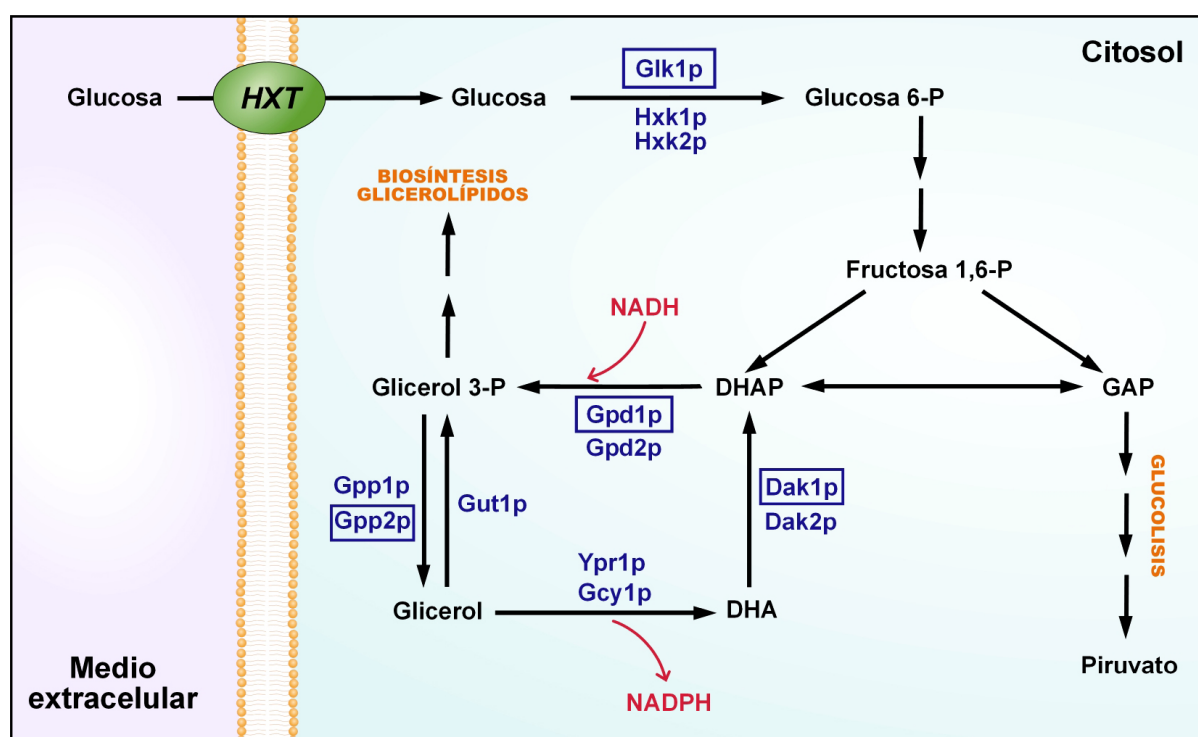 Citosol
Glucosa
HXT
Glucosa
Glk1p
Hxk1p
Hxk2p
Glucosa 6-P
BIOSÍNTESIS
GLICEROLÍPIDOS
Fructosa 1,6-P
NADH
Glicerol 3-P
Gpd1p
Gpd2p
DHAP
GAP
Gpp1p
Gpp2p
Gut1p
Dak1p
Dak2p
GLUCOLISIS
Ypr1p
Gcy1p
Glicerol
DHA
NADPH
Piruvato
Medio
extracelular